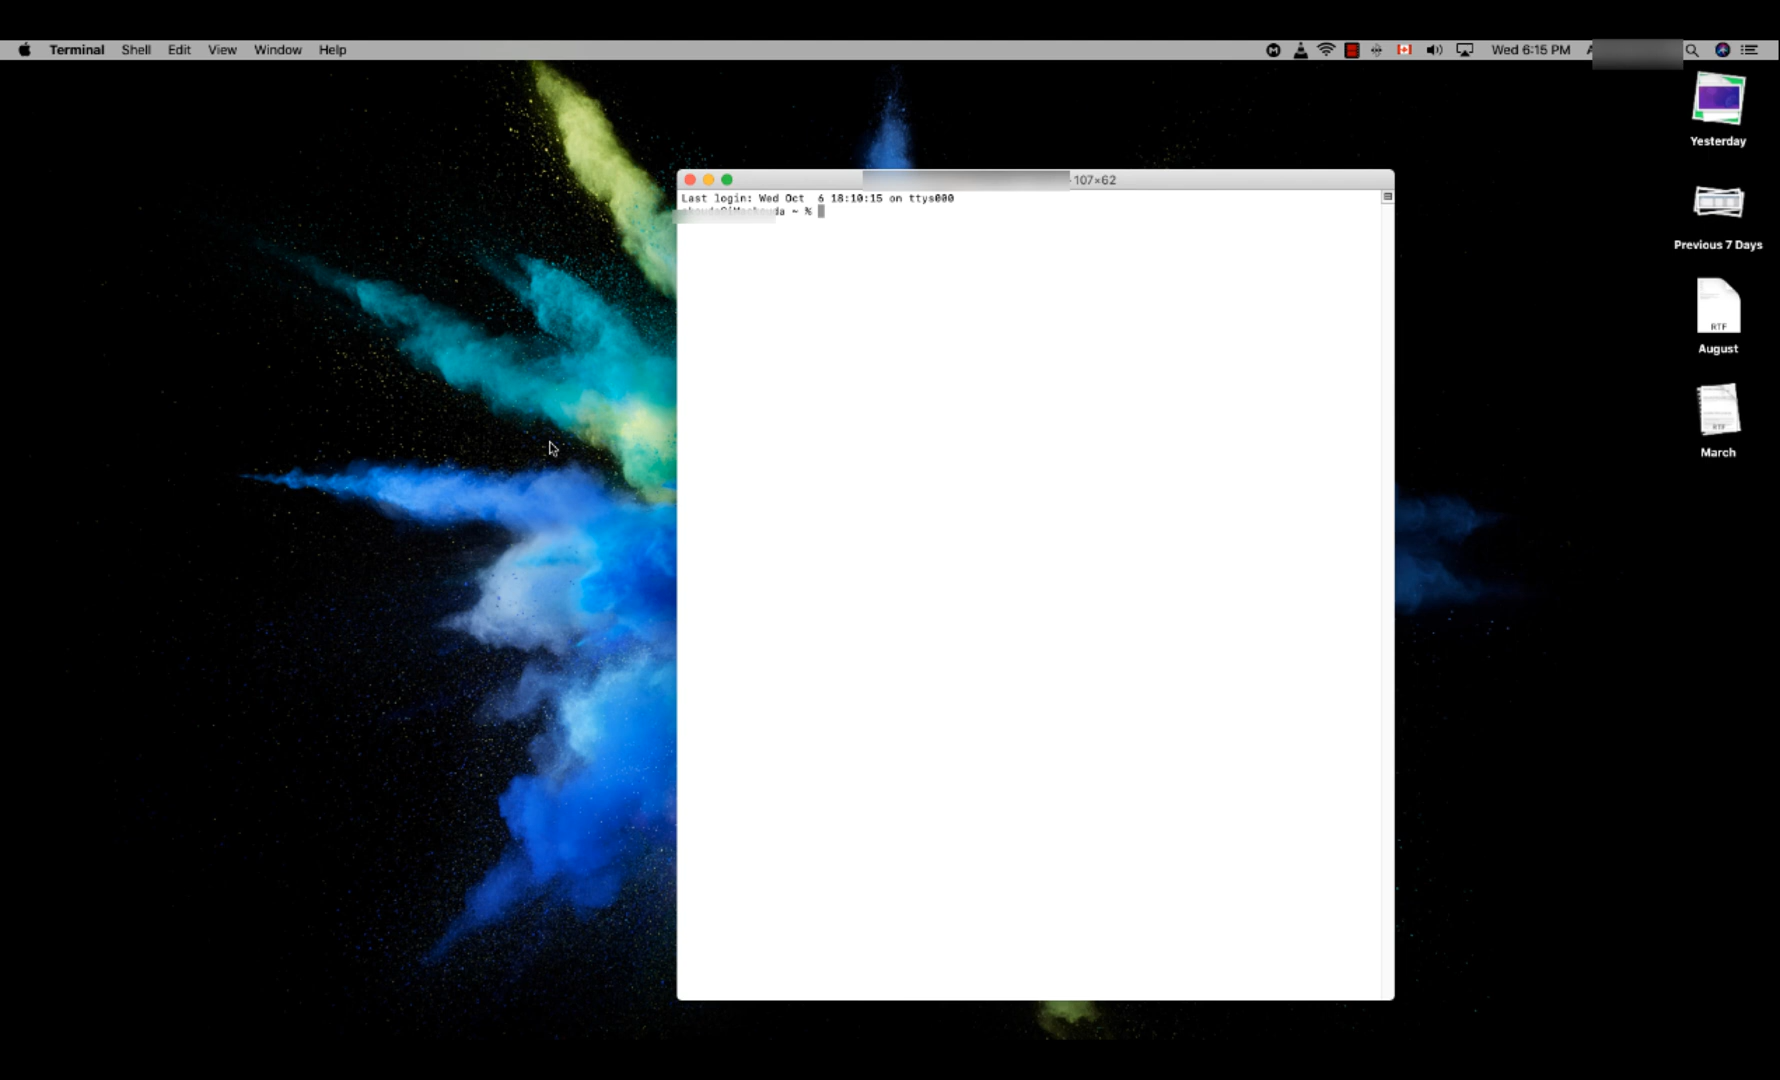 Terminal Shell Edit View Window Help
Wed 6:15 PM
Yesterday
107×62
Last login: Wed Oct  6 18:10:15 on ttys000
~ %
Previous 7 Days
RTF
August
RTF
March